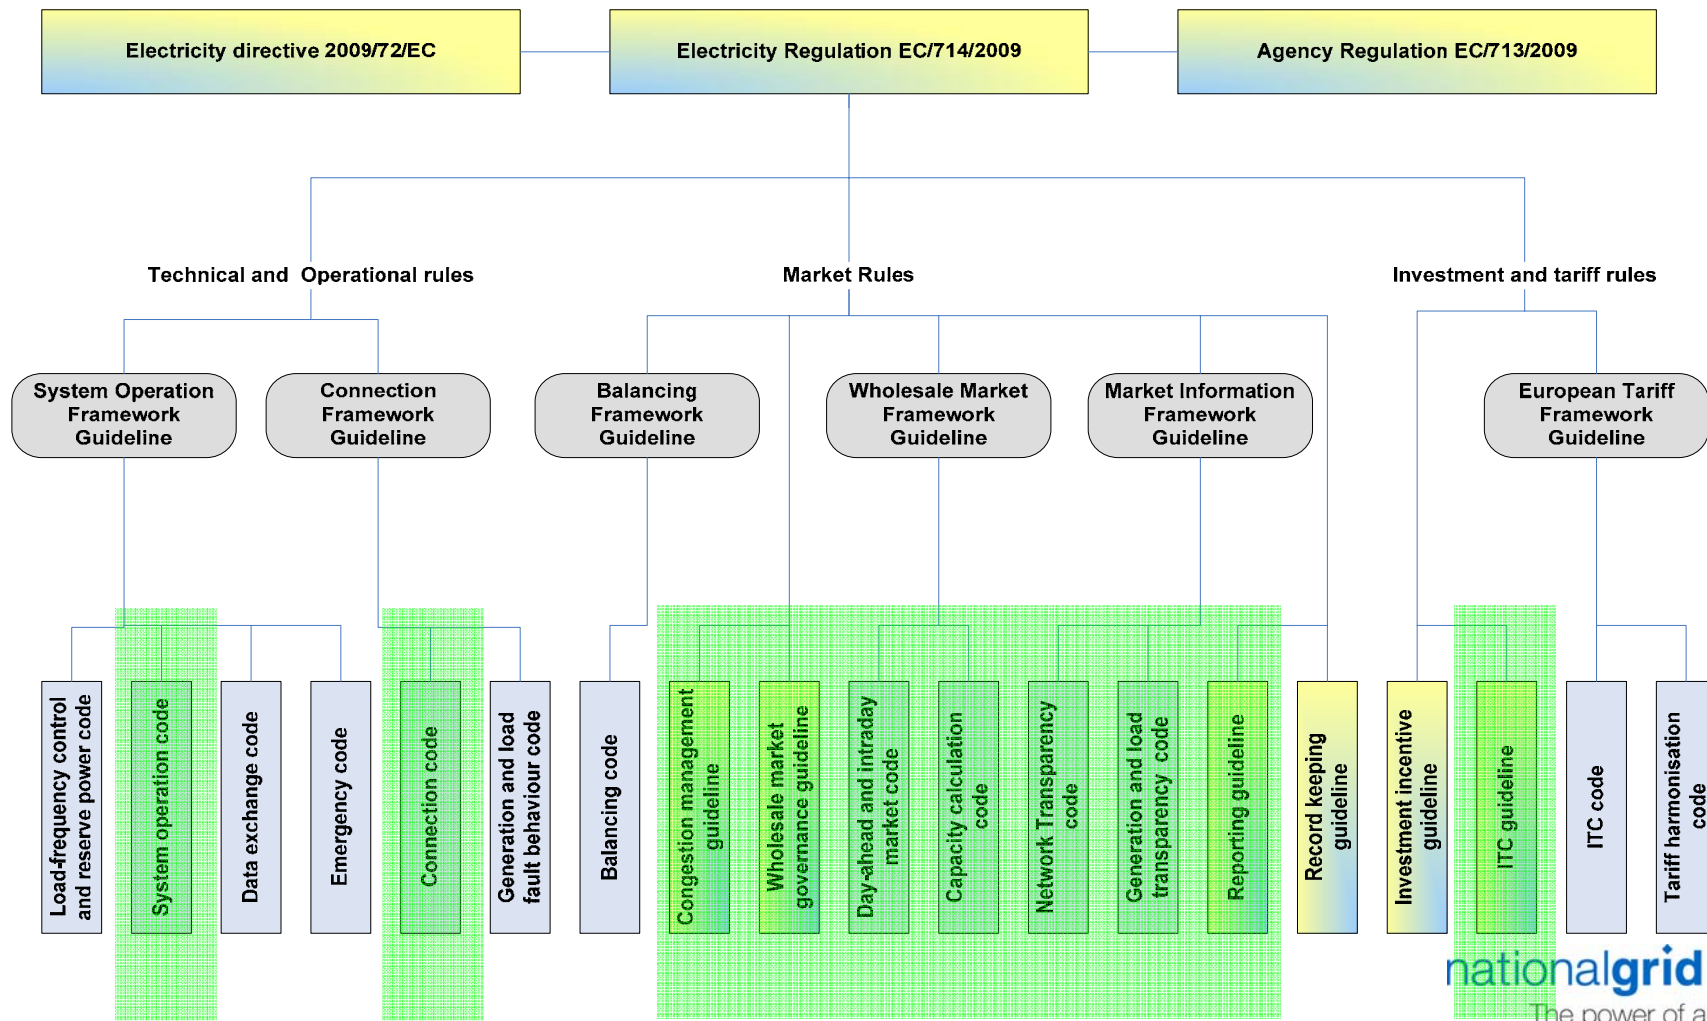 Electricity directive 2009/72/EC
Electricity Regulation EC/714/2009
Agency Regulation EC/713/2009
Technical and Operational rules
Market Rules
Investment and tariff rules
System Operation
Framework
Guideline
Connection
Framework
Guideline
Balancing
Framework
Guideline
Wholesale Market
Framework
Guideline
Market Information
Framework
Guideline
European Tariff
Framework
Guideline
Load-frequency control
and reserve power code
System operation code
Data exchange code
Emergency code
Connection code
Generation and load
fault behaviour code
Balancing code
Congestion management
guideline
Wholesale market
governance guideline
Day-ahead and intraday
market code
Capacity calculation
code
Network Transparency
code
Generation and load
transparency code
Reporting guideline
Record keeping
guideline
Investment incentive
guideline
ITC guideline
ITC code
Tariff harmonisation
code
nationalgrid
The power of a